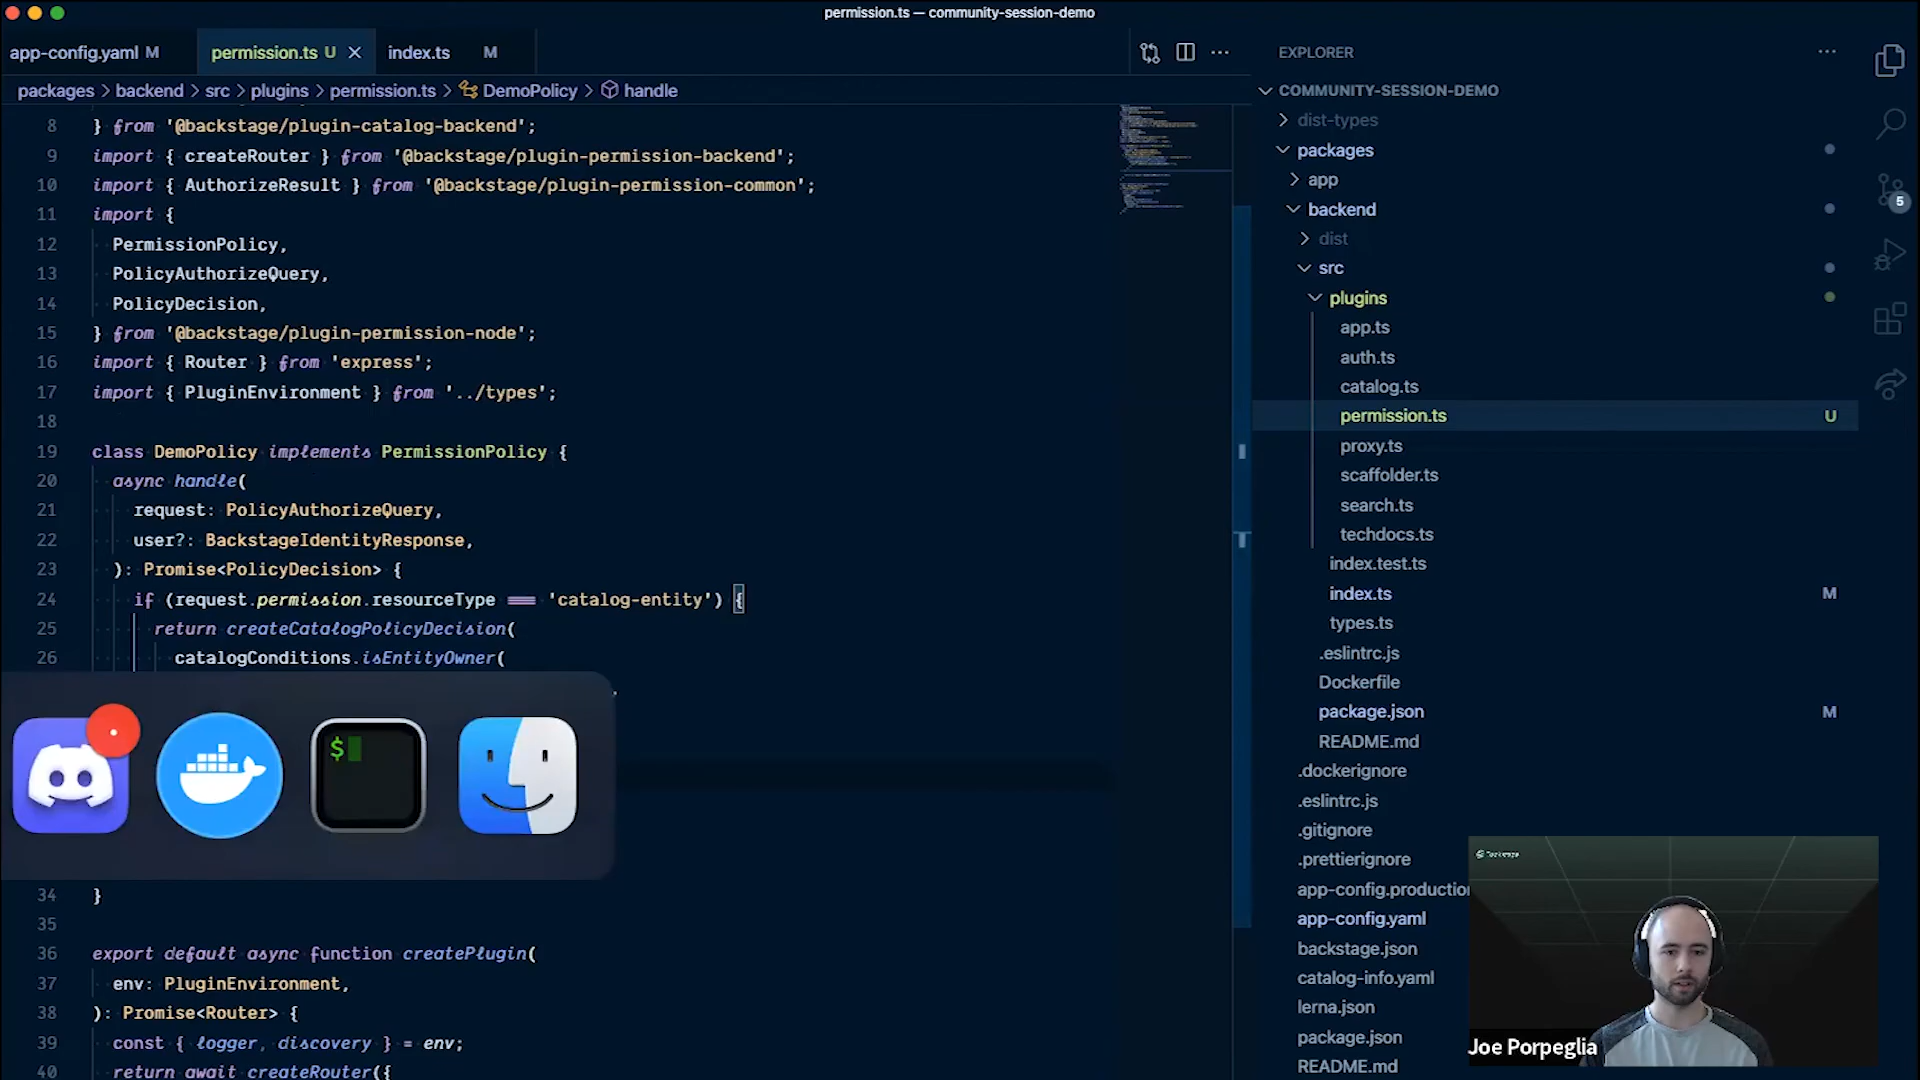 permission.ts — community-session-demo
app-config.yaml M
permission.ts U
index.ts M
packages > backend > src > plugins > permission.ts > DemoPolicy > handle
8 } from '@backstage/plugin-catalog-backend';
9 import { createRouter } from '@backstage/plugin-permission-backend';
10 import { AuthorizeResult } from '@backstage/plugin-permission-common';
11 import {
12 PermissionPolicy,
13 PolicyAuthorizeQuery,
14 PolicyDecision,
15 } from '@backstage/plugin-permission-node';
16 import { Router } from 'express';
17 import { PluginEnvironment } from '../types';
18
19 class DemoPolicy implements PermissionPolicy {
20 async handle(
21 request: PolicyAuthorizeQuery,
22 user?: BackstageIdentityResponse,
23 ): Promise<PolicyDecision> {
24 if (request.permission.resourceType === 'catalog-entity') {
25 return createCatalogPolicyDecision(
26 catalogConditions.isEntityOwner(
$
34 }
35
36 export default async function createPlugin(
37 env: PluginEnvironment,
38 ): Promise<Router> {
39 const { logger, discovery } = env;
40 return await createRouter({
EXPLORER
COMMUNITY-SESSION-DEMO
dist-types
packages
app
backend
dist
src
plugins
app.ts
auth.ts
catalog.ts
permission.ts U
proxy.ts
scaffolder.ts
search.ts
techdocs.ts
index.test.ts
index.ts M
types.ts
.eslintrc.js
Dockerfile
package.json M
README.md
.dockerignore
.eslintrc.js
.gitignore
.prettierignore
app-config.production
app-config.yaml
backstage.json
catalog-info.yaml
lerna.json
package.json
README.md
5
Backstage
Joe Porpeglia